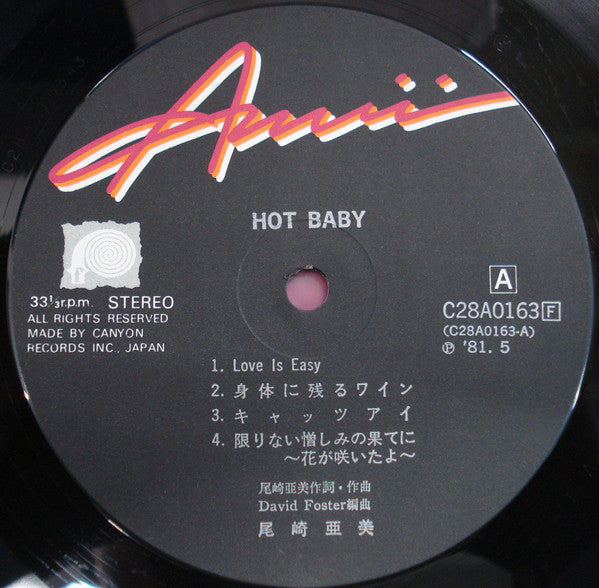 Amii
HOT BABY
33⅓r.p.m. STEREO
ALL RIGHTS RESERVED
MADE BY CANYON
RECORDS INC., JAPAN
A
C28A0163 F
(C28A0163-A)
Ⓟ '81. 5
1. Love Is Easy
2. 身体に残るワイン
3. キャッツアイ
4. 限りない憎しみの果てに
〜花が咲いたよ〜
尾崎亜美作詞・作曲
David Foster編曲
尾崎亜美